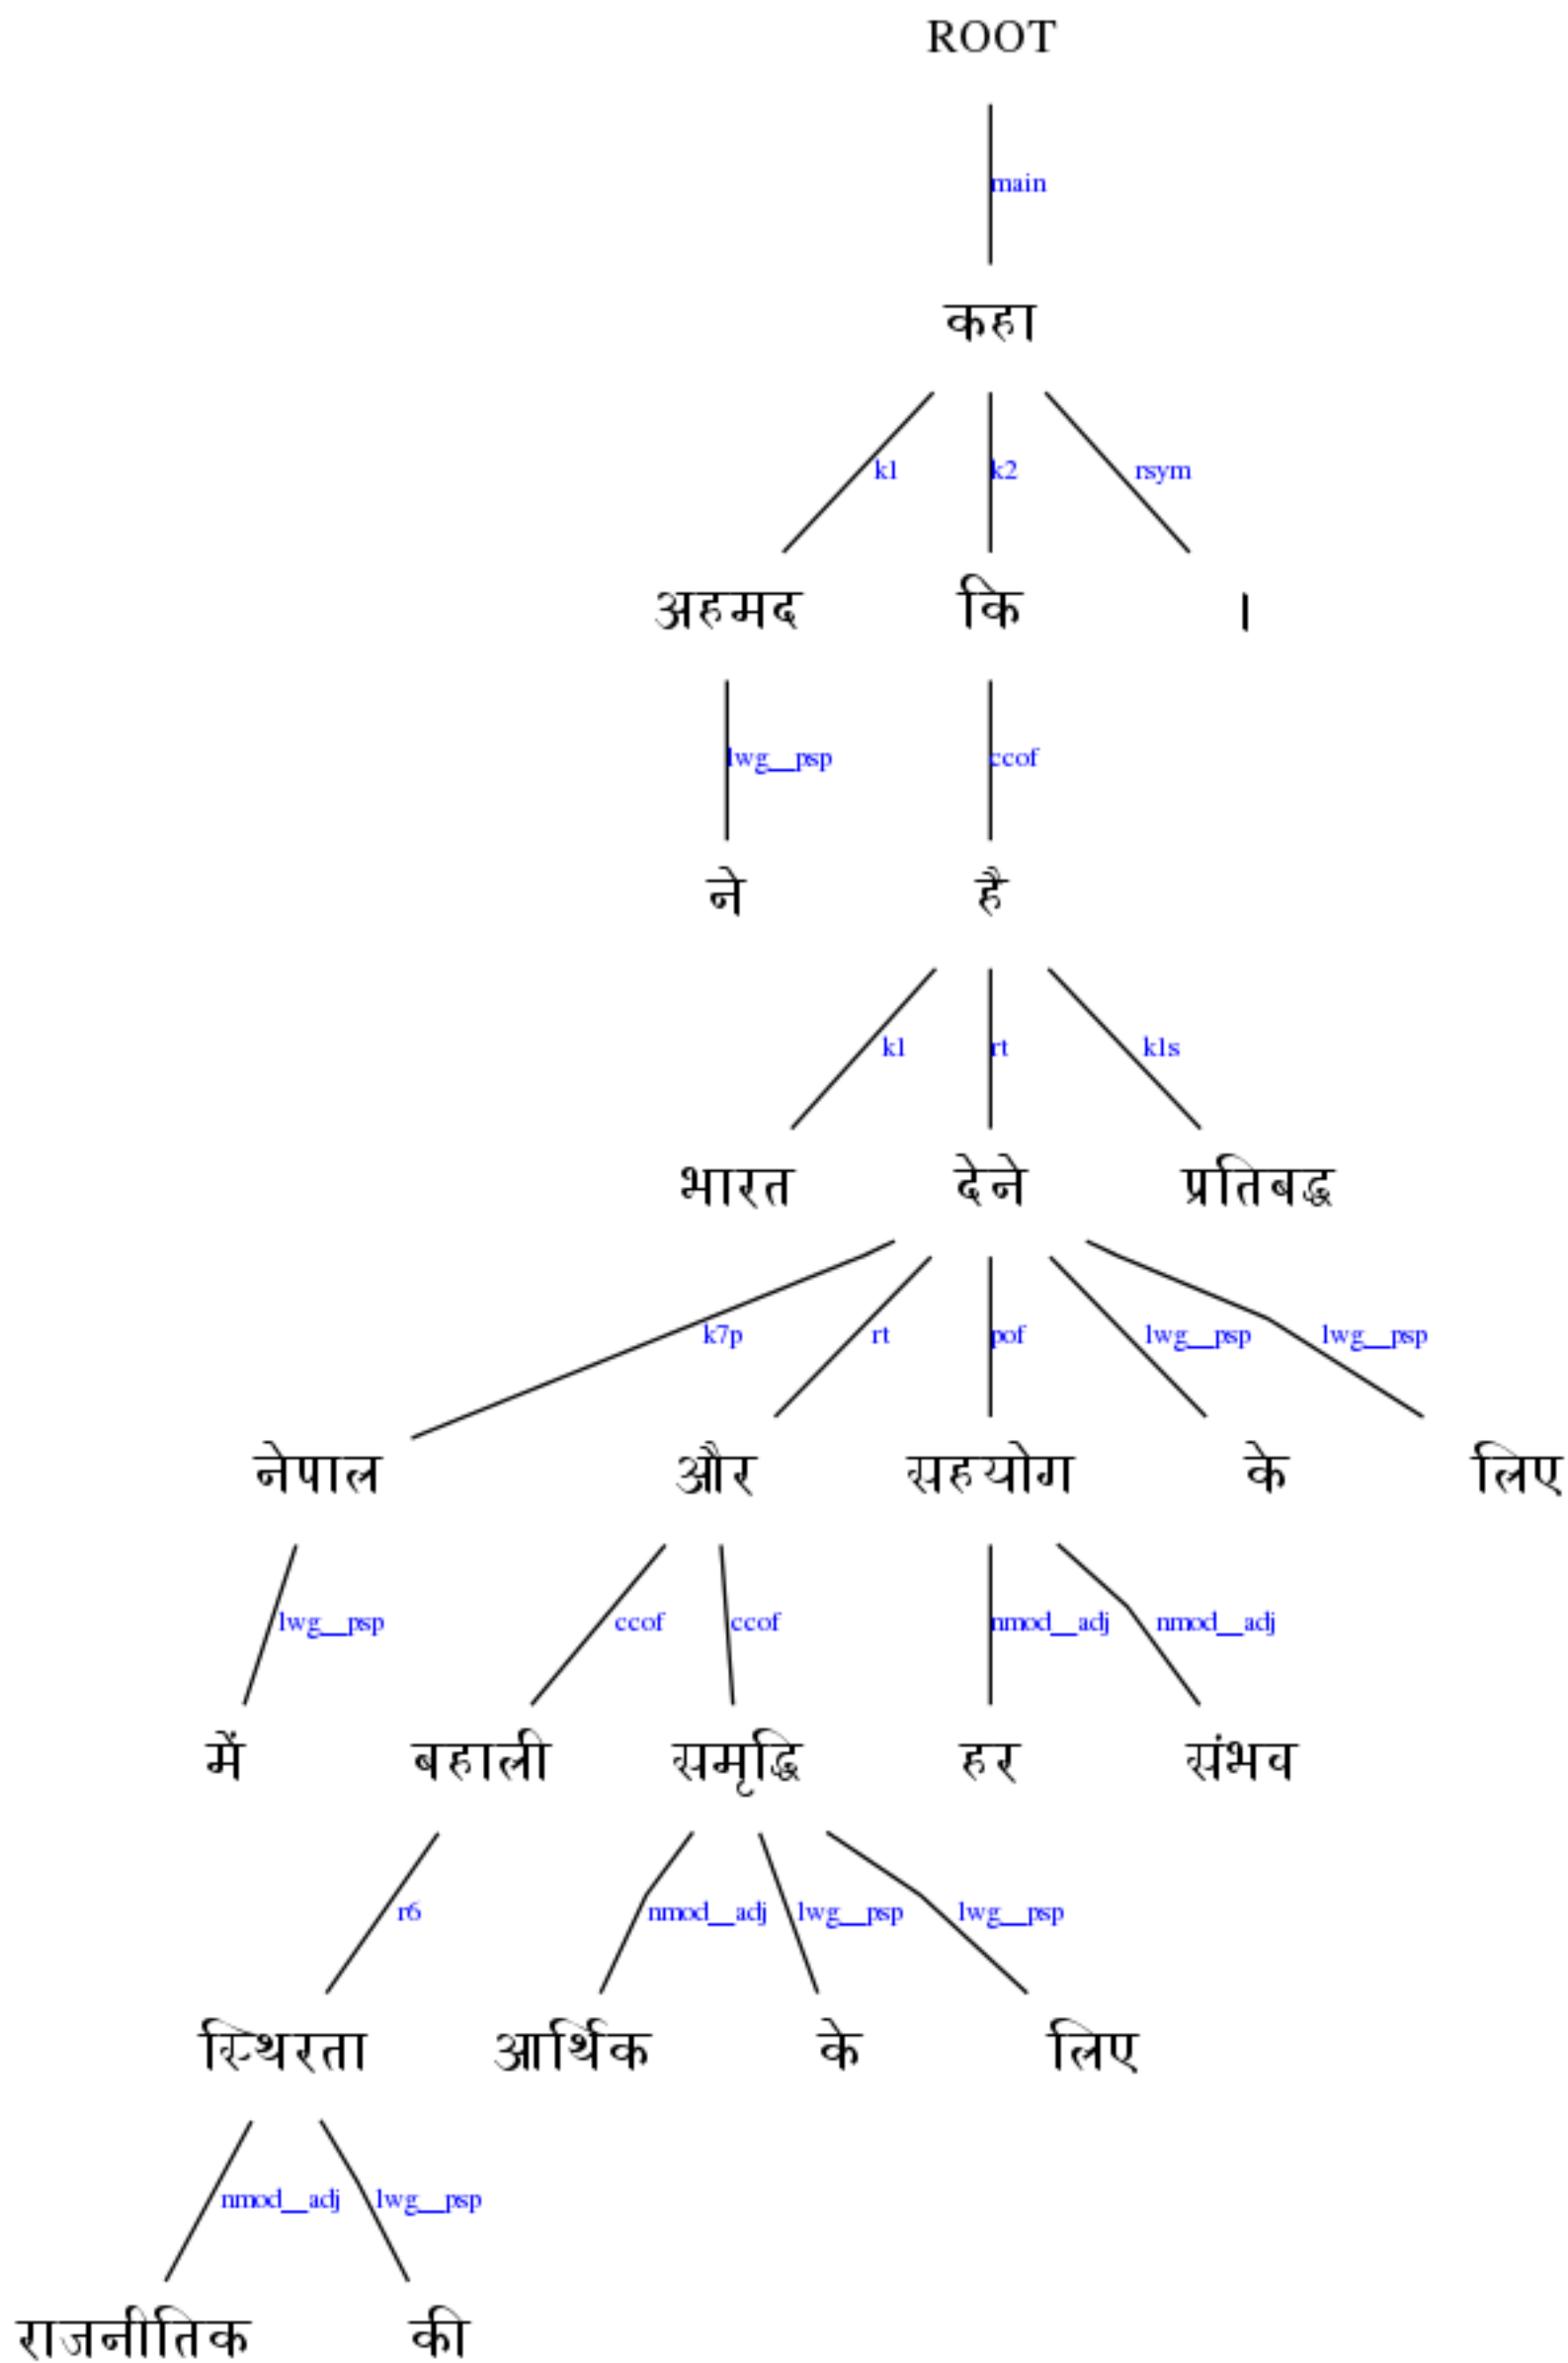 ROOT
main
कहा
k1 k2 rsym
अहमद कि ।
lwg__psp ccof
ने है
k1 rt k1s
भारत देने प्रतिबद्ध
k7p rt pof lwg__psp lwg__psp
नेपाल और सहयोग के लिए
lwg__psp ccof ccof nmod__adj nmod__adj
में बहाली समृद्धि हर संभव
r6 nmod__adj lwg__psp lwg__psp
स्थिरता आर्थिक के लिए
nmod__adj lwg__psp
राजनीतिक की